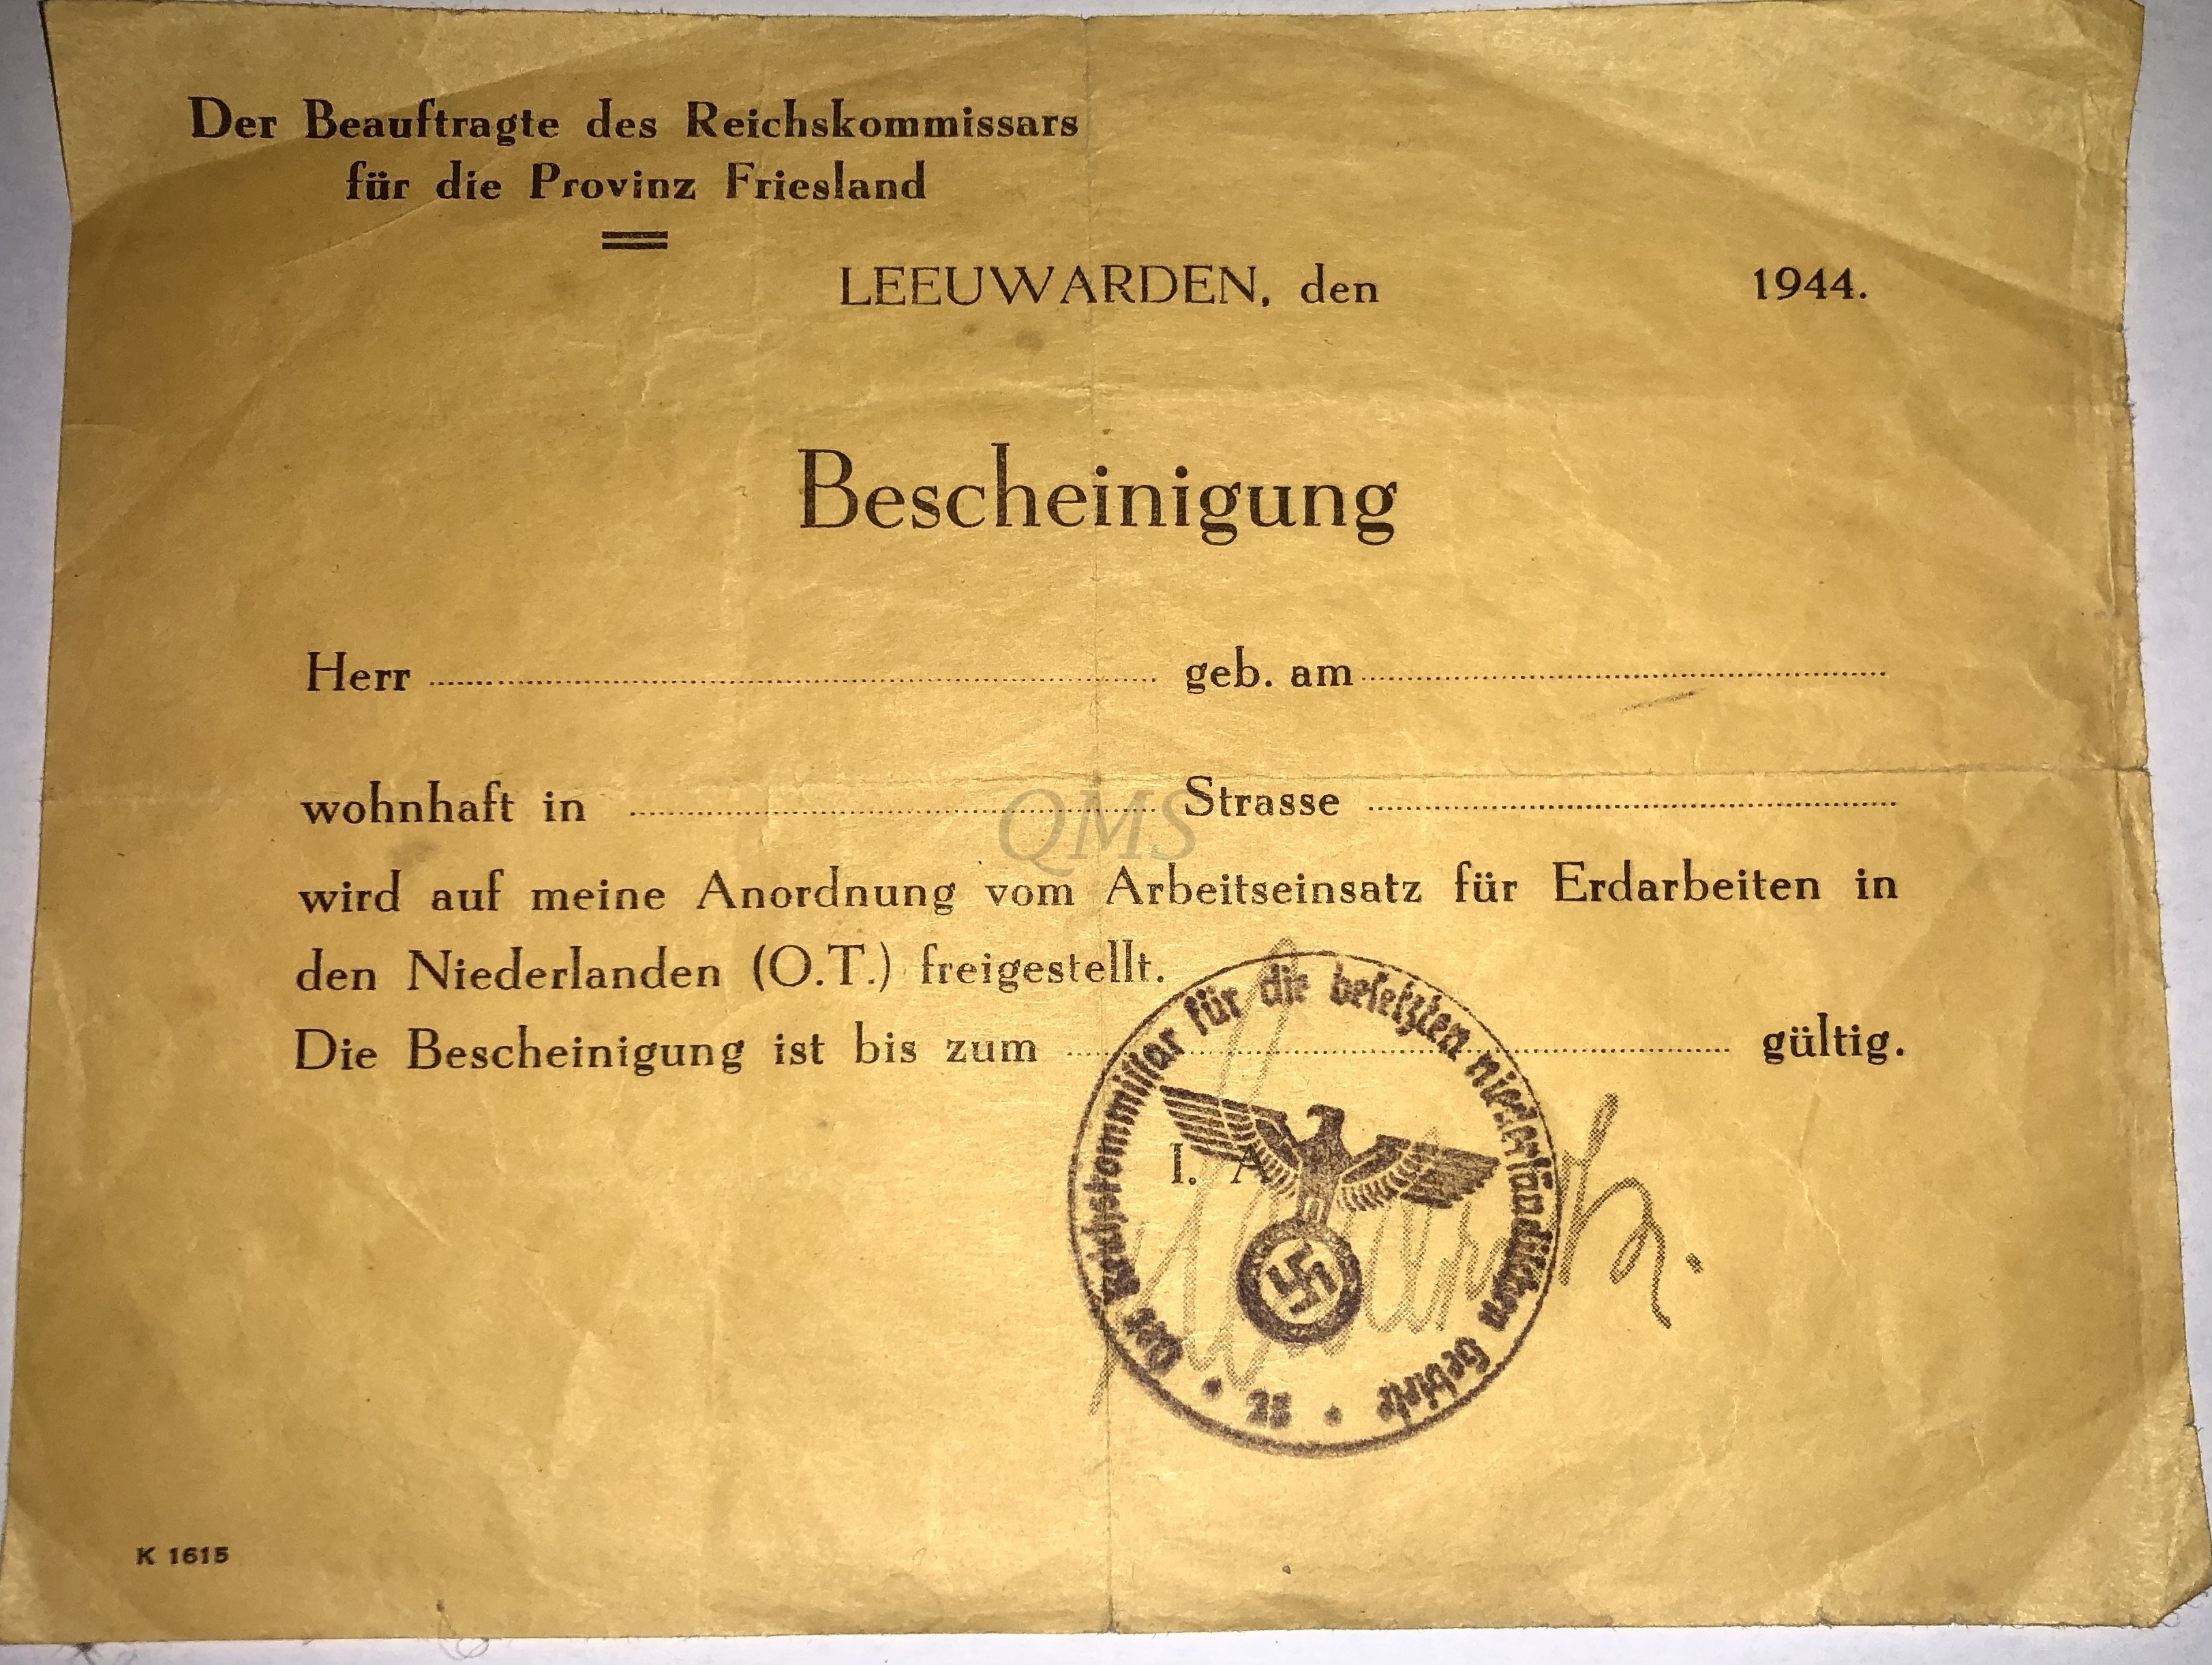 Der Beauftragte des Reichskommissars
für die Provinz Friesland
LEEUWARDEN, den 1944.
Bescheinigung
Herr geb. am
wohnhaft in Strasse
QMS
wird auf meine Anordnung vom Arbeitseinsatz für Erdarbeiten in
den Niederlanden (O.T.) freigestellt.
Die Bescheinigung ist bis zum gültig.
I. A
Der Reichskommissar für die besetzten niederländischen Gebiete
K 1615